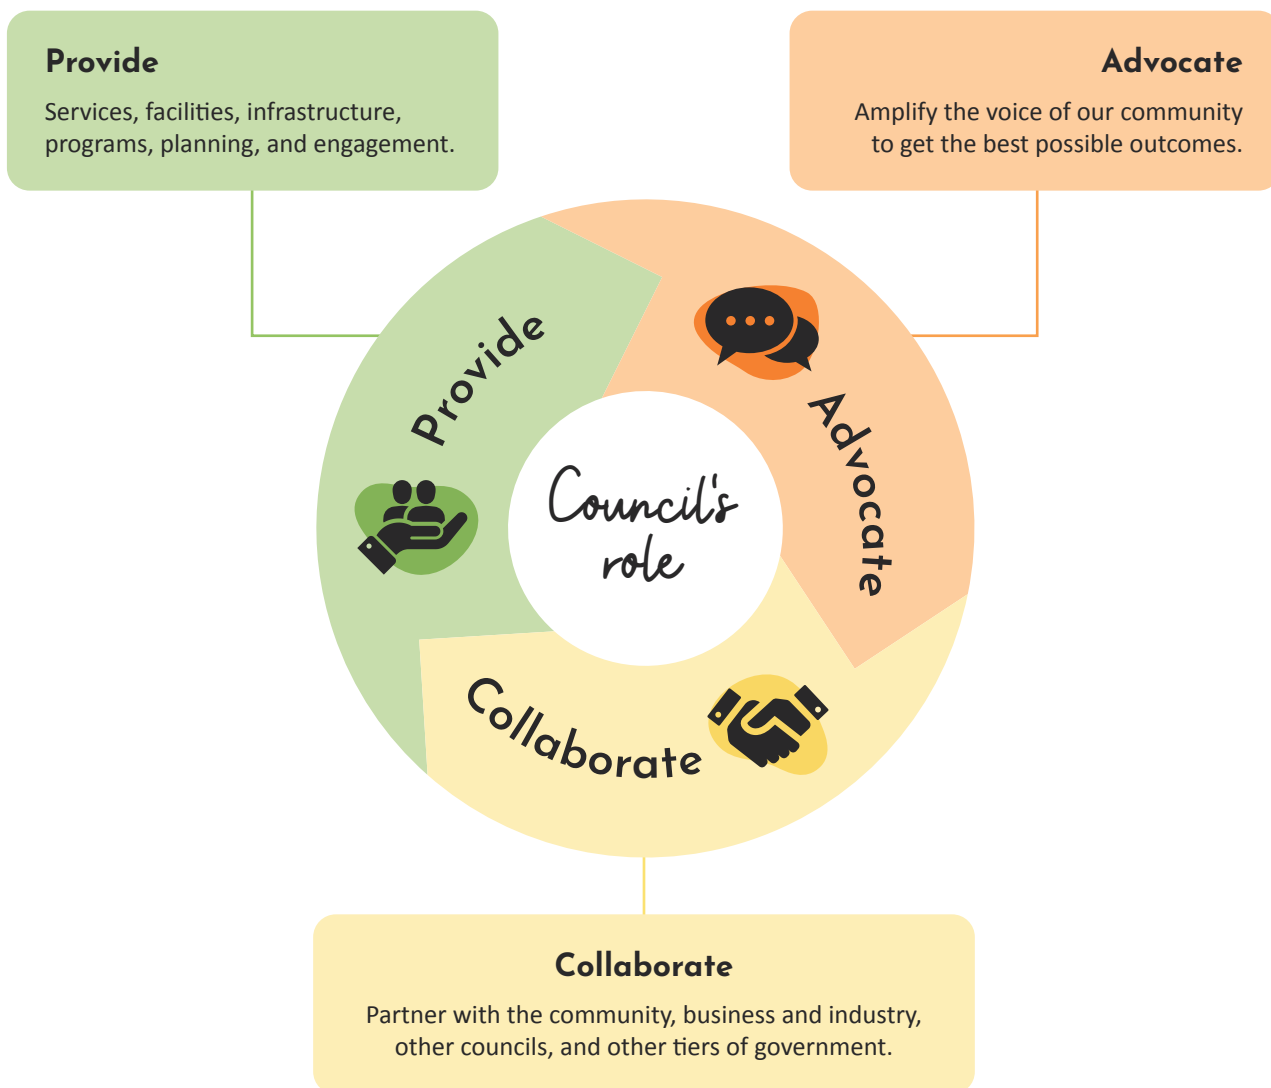 Provide
Services, facilities, infrastructure,
programs, planning, and engagement.
Advocate
Amplify the voice of our community
to get the best possible outcomes.
Provide
Advocate
Council's
role
Collaborate
Collaborate
Partner with the community, business and industry,
other councils, and other tiers of government.